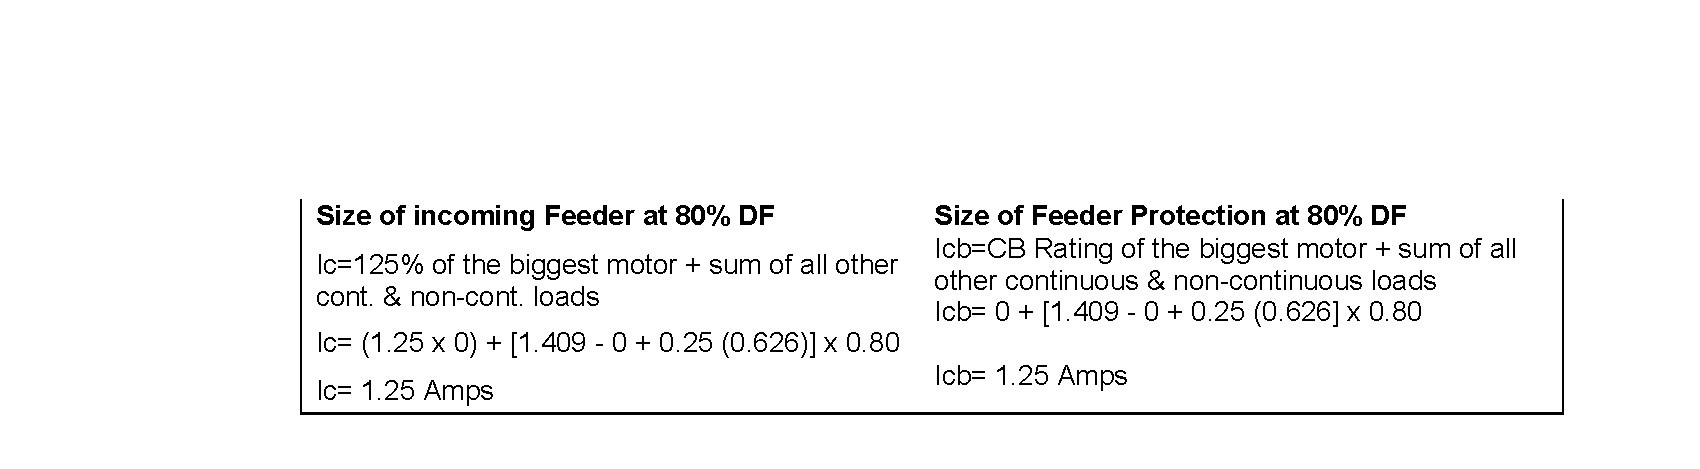 Size of incoming Feeder at 80% DF
Ic=125% of the biggest motor + sum of all other
cont. & non-cont. loads
Ic= (1.25 x 0) + [1.409 - 0 + 0.25 (0.626)] x 0.80
Ic= 1.25 Amps
Size of Feeder Protection at 80% DF
Icb=CB Rating of the biggest motor + sum of all
other continuous & non-continuous loads
Icb= 0 + [1.409 - 0 + 0.25 (0.626] x 0.80
Icb= 1.25 Amps